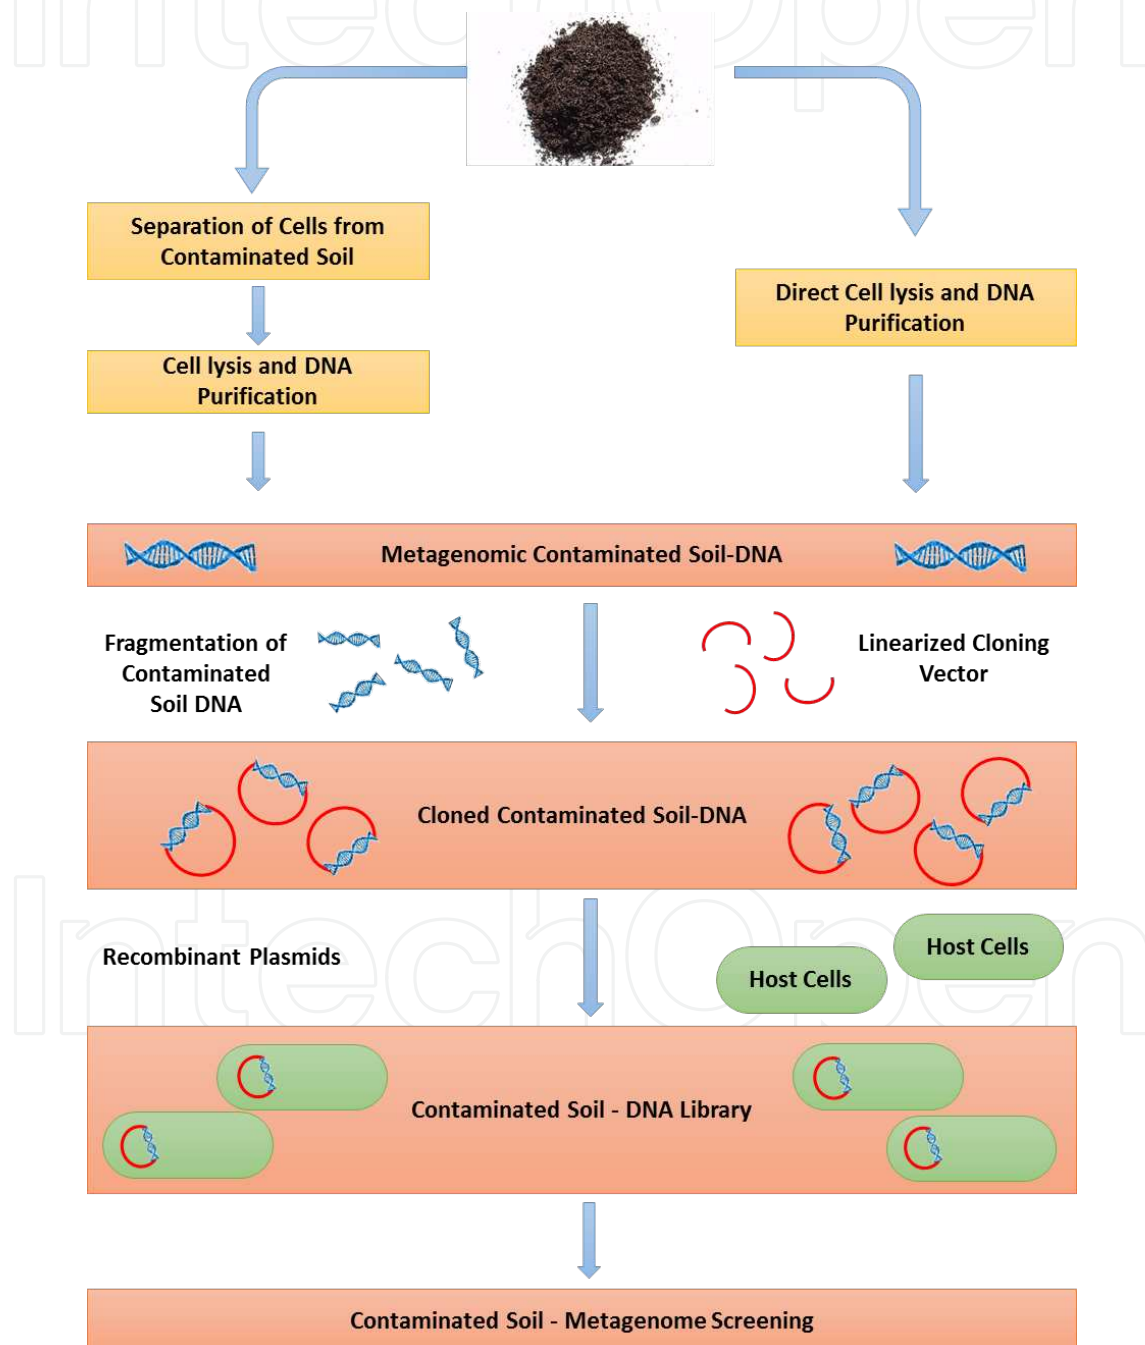 IntechOpen
Separation of Cells from
Contaminated Soil
Direct Cell lysis and DNA
Purification
Cell lysis and DNA
Purification
Metagenomic Contaminated Soil-DNA
Fragmentation of
Contaminated
Soil DNA
Linearized Cloning
Vector
Cloned Contaminated Soil-DNA
IntechOpen
Recombinant Plasmids
Host Cells
Host Cells
Contaminated Soil - DNA Library
Contaminated Soil - Metagenome Screening